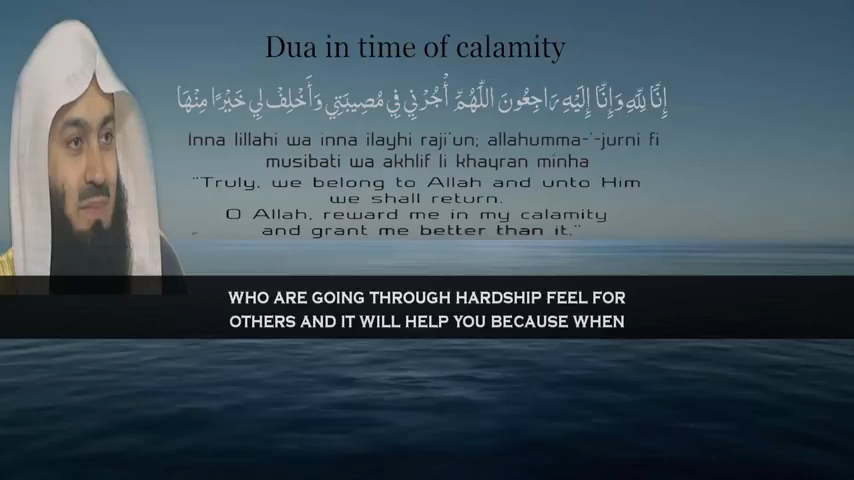 Dua in time of calamity
إِنَّا لِلَّهِ وَإِنَّا إِلَيْهِ رَاجِعُونَ اللَّهُمَّ أْجُرْنِي فِي مُصِيبَتِي وَأَخْلِفْ لِي خَيْرًا مِنْهَا
Inna lillahi wa inna ilayhi raji'un; allahumma-'-jurni fi
musibati wa akhlif li khayran minha
"Truly, we belong to Allah and unto Him
we shall return.
O Allah, reward me in my calamity
and grant me better than it."
WHO ARE GOING THROUGH HARDSHIP FEEL FOR
OTHERS AND IT WILL HELP YOU BECAUSE WHEN